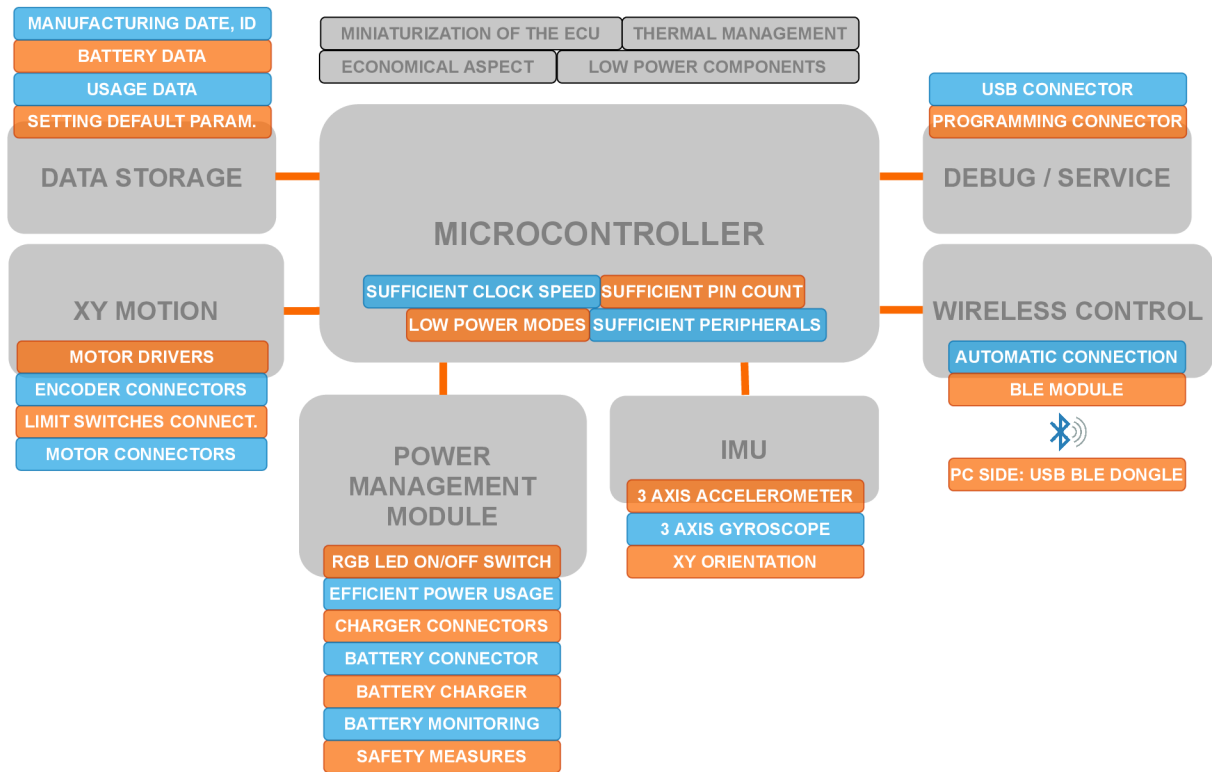 MANUFACTURING DATE, ID
BATTERY DATA
USAGE DATA
SETTING DEFAULT PARAM.
DATA STORAGE
MINIATURIZATION OF THE ECU
THERMAL MANAGEMENT
ECONOMICAL ASPECT
LOW POWER COMPONENTS
MICROCONTROLLER
SUFFICIENT CLOCK SPEED
SUFFICIENT PIN COUNT
LOW POWER MODES
SUFFICIENT PERIPHERALS
USB CONNECTOR
PROGRAMMING CONNECTOR
DEBUG / SERVICE
XY MOTION
MOTOR DRIVERS
ENCODER CONNECTORS
LIMIT SWITCHES CONNECT.
MOTOR CONNECTORS
POWER
MANAGEMENT
MODULE
RGB LED ON/OFF SWITCH
EFFICIENT POWER USAGE
CHARGER CONNECTORS
BATTERY CONNECTOR
BATTERY CHARGER
BATTERY MONITORING
SAFETY MEASURES
IMU
3 AXIS ACCELEROMETER
3 AXIS GYROSCOPE
XY ORIENTATION
WIRELESS CONTROL
AUTOMATIC CONNECTION
BLE MODULE
PC SIDE: USB BLE DONGLE